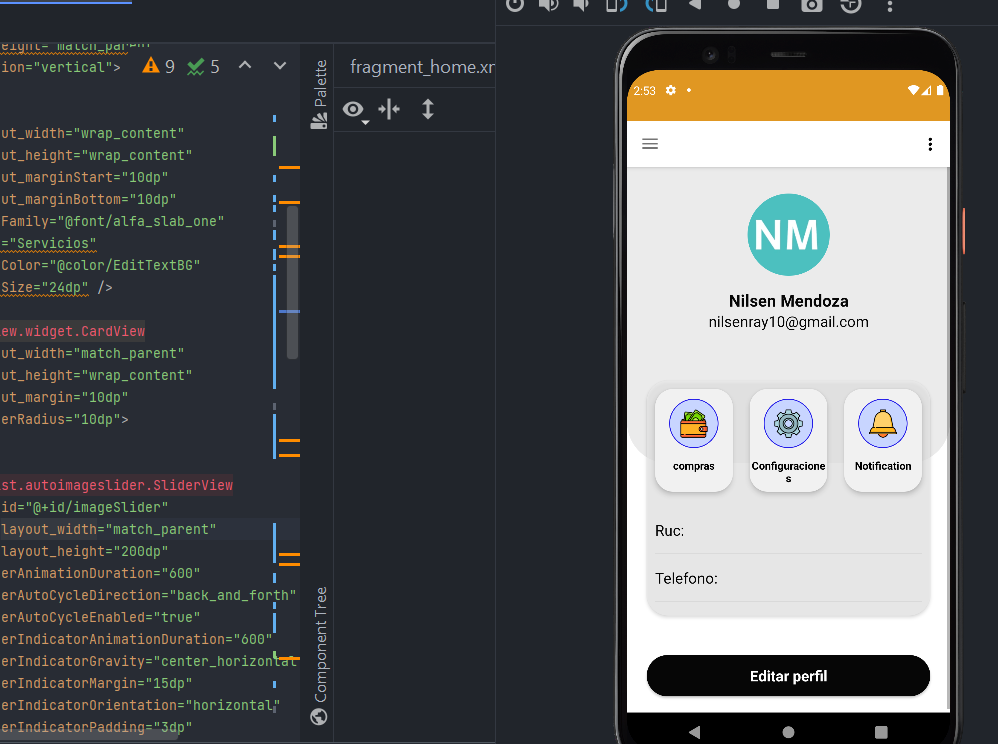 eight="match_parent"
ion="vertical">
9
5
ut_width="wrap_content"
ut_height="wrap_content"
ut_marginStart="10dp"
ut_marginBottom="10dp"
Family="@font/alfa_slab_one"
="Servicios"
Color="@color/EditTextBG"
Size="24dp" />
ew.widget.CardView
ut_width="match_parent"
ut_height="wrap_content"
ut_margin="10dp"
erRadius="10dp">
st.autoimageslider.SliderView
id="@+id/imageSlider"
layout_width="match_parent"
layout_height="200dp"
erAnimationDuration="600"
erAutoCycleDirection="back_and_forth"
erAutoCycleEnabled="true"
erIndicatorAnimationDuration="600"
erIndicatorGravity="center_horizontal
erIndicatorMargin="15dp"
erIndicatorOrientation="horizontal"
erIndicatorPadding="3dp"
Palette
Component Tree
fragment_home.xm
2:53
NM
Nilsen Mendoza
nilsenray10@gmail.com
compras
Configuracione
s
Notification
Ruc:
Telefono:
Editar perfil